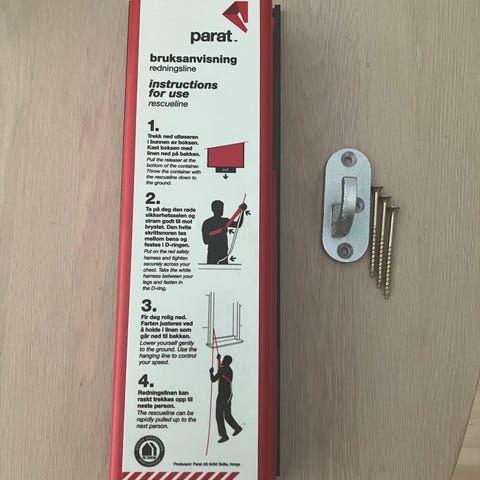 parat™
bruksanvisning
redningsline
instructions
for use
rescueline
1.
Trekk ned utløseren
i bunnen av boksen.
Kast boksen med
linen ned på bakken.
Pull the releaser at the
bottom of the container.
Throw the container with
the rescueline down to
the ground.
2.
Ta på deg den røde
sikkerhetsselen og
stram godt til mot
brystet. Den hvite
skrittsnoren tas
mellom bena og
festes i D-ringen.
Put on the red safety
harness and tighten
securely across your
chest. Take the white
harness between your
legs and fasten in
the D-ring.
3.
Fir deg rolig ned.
Farten justeres ved
å holde i linen som
går ned til bakken.
Lower yourself gently
to the ground. Use the
hanging line to control
your speed.
4.
Redningslinen kan
raskt trekkes opp til
neste person.
The rescueline can be
rapidly pulled up to the
next person.
Produsent: Parat AS 6456 Skåla, Norge